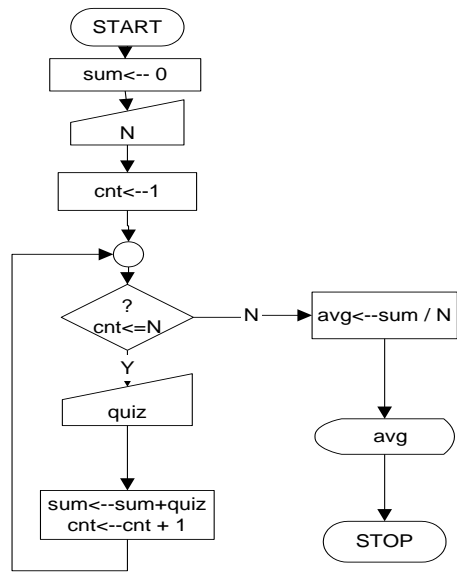 START
sum<-- 0
N
cnt<--1
?
cnt<=N
N
avg<--sum / N
Y
quiz
avg
sum<--sum+quiz
cnt<--cnt + 1
STOP